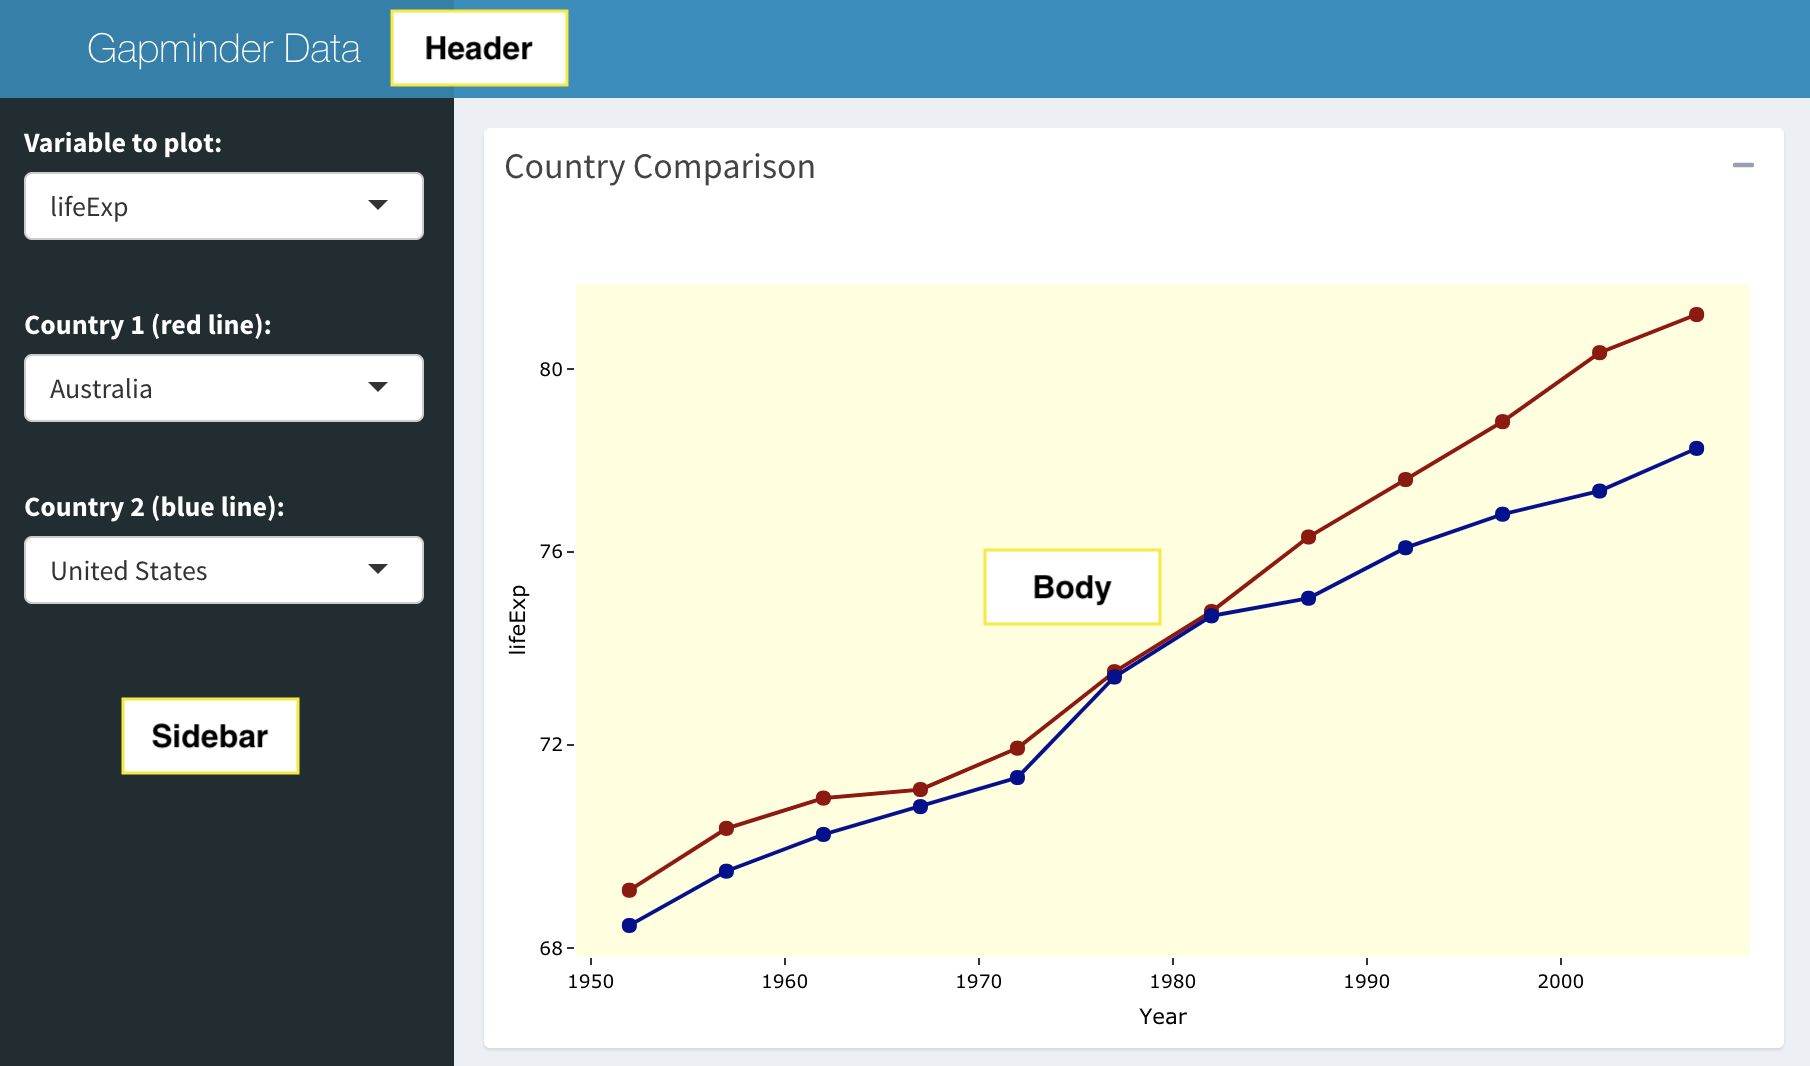 Gapminder Data
Header
Variable to plot:
lifeExp
Country 1 (red line):
Australia
Country 2 (blue line):
United States
Sidebar
Country Comparison
80
76
72
68
lifeExp
Body
1950 1960 1970 1980 1990 2000
Year